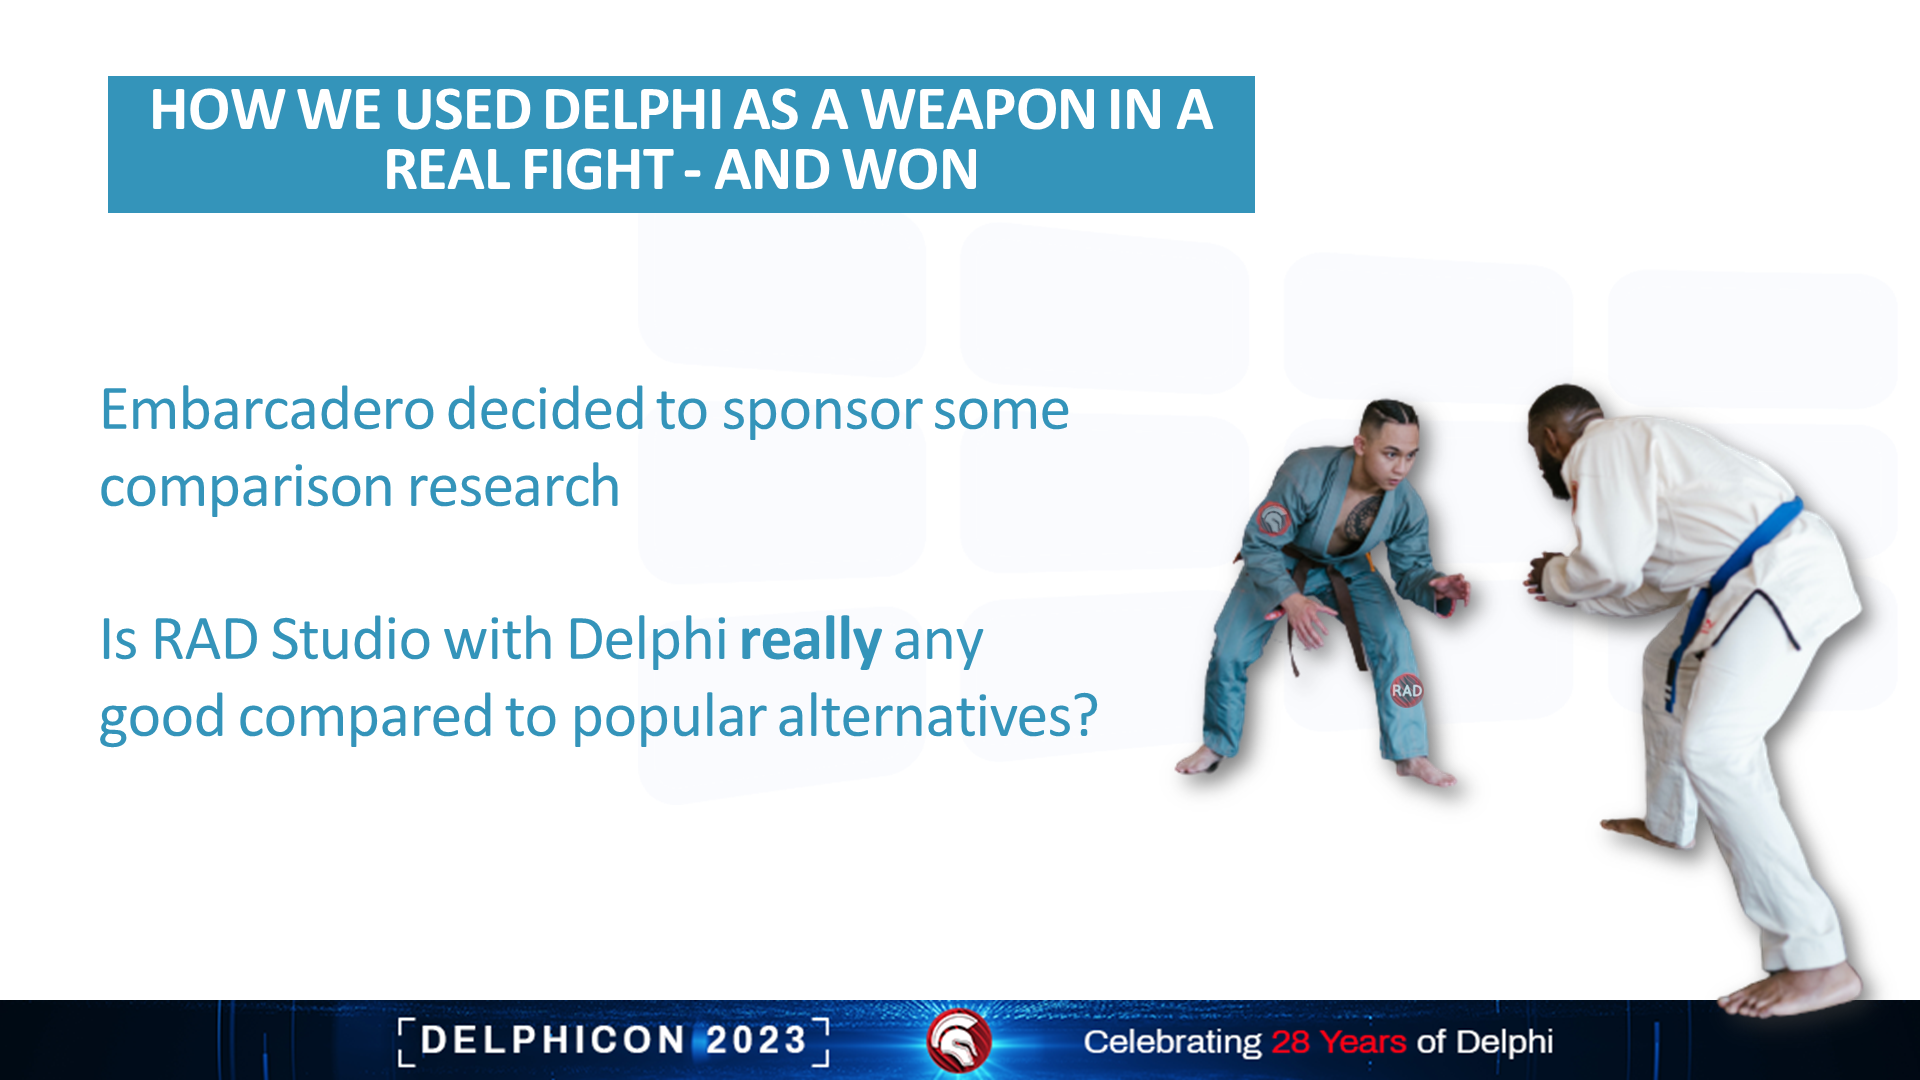 HOW WE USED DELPHI AS A WEAPON IN A
REAL FIGHT - AND WON
Embarcadero decided to sponsor some
comparison research
Is RAD Studio with Delphi really any
good compared to popular alternatives?
RAD
DELPHICON 2023
Celebrating 28 Years of Delphi